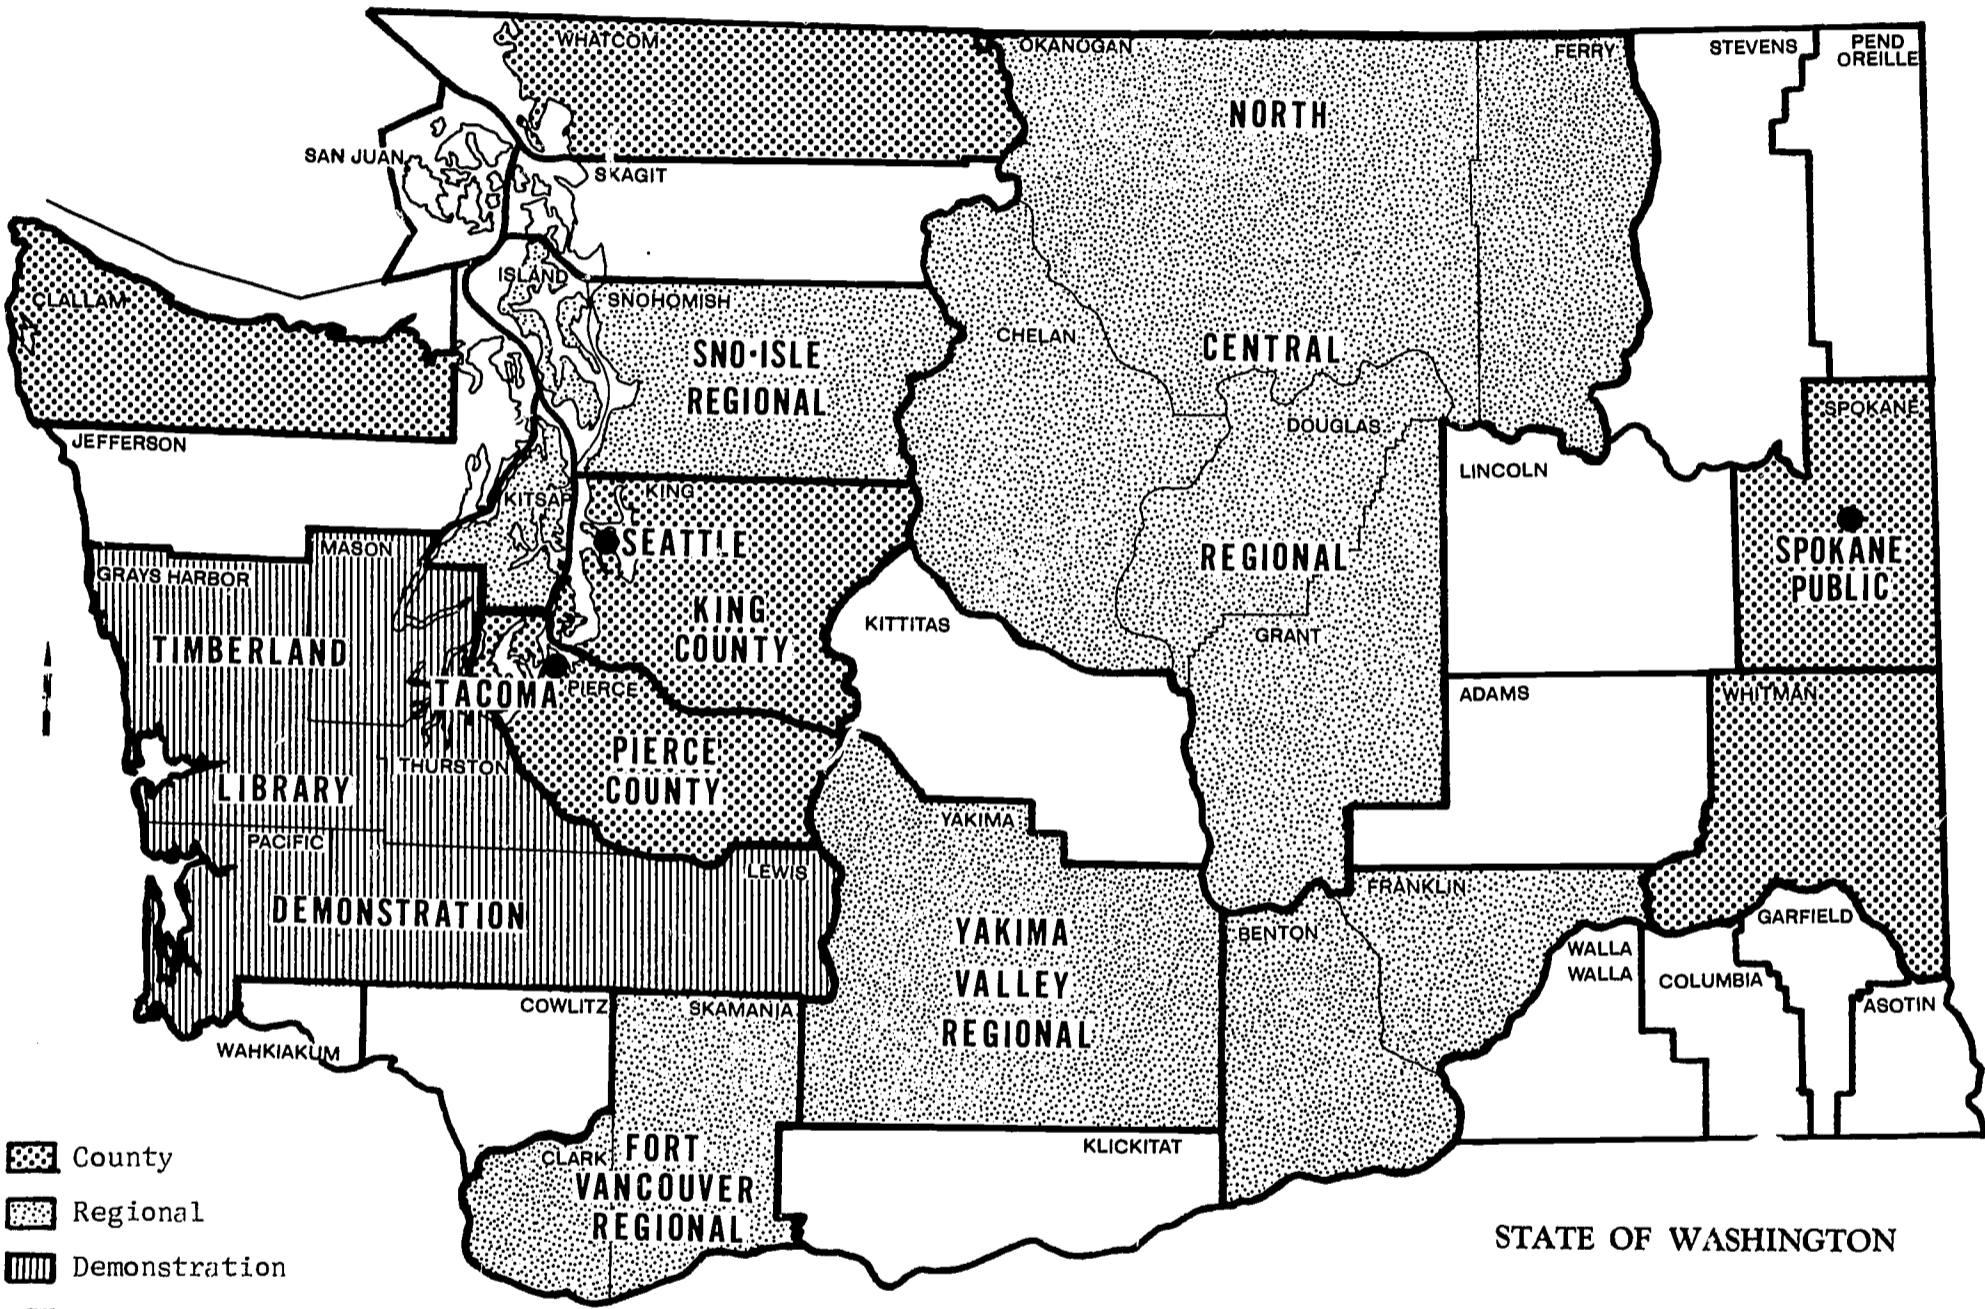 WHATCOM
OKANOGAN
FERRY
STEVENS
PEND
OREILLE
NORTH
SAN JUAN
SKAGIT
ISLAND
CLALLAM
SNOHOMISH
SNO-ISLE
REGIONAL
CHELAN
CENTRAL
DOUGLAS
SPOKANE
JEFFERSON
LINCOLN
KITSAP
KING
SEATTLE
MASON
GRAYS HARBOR
REGIONAL
SPOKANE
PUBLIC
KING
COUNTY
KITTITAS
GRANT
TIMBERLAND
TACOMA
PIERCE
ADAMS
WHITMAN
PIERCE
COUNTY
THURSTON
LIBRARY
YAKIMA
PACIFIC
LEWIS
FRANKLIN
DEMONSTRATION
GARFIELD
YAKIMA
VALLEY
REGIONAL
BENTON
WALLA
WALLA
COLUMBIA
ASOTIN
COWLITZ
SKAMANIA
WAHKIAKUM
KLICKITAT
CLARK
FORT
VANCOUVER
REGIONAL
County
Regional
Demonstration
STATE OF WASHINGTON